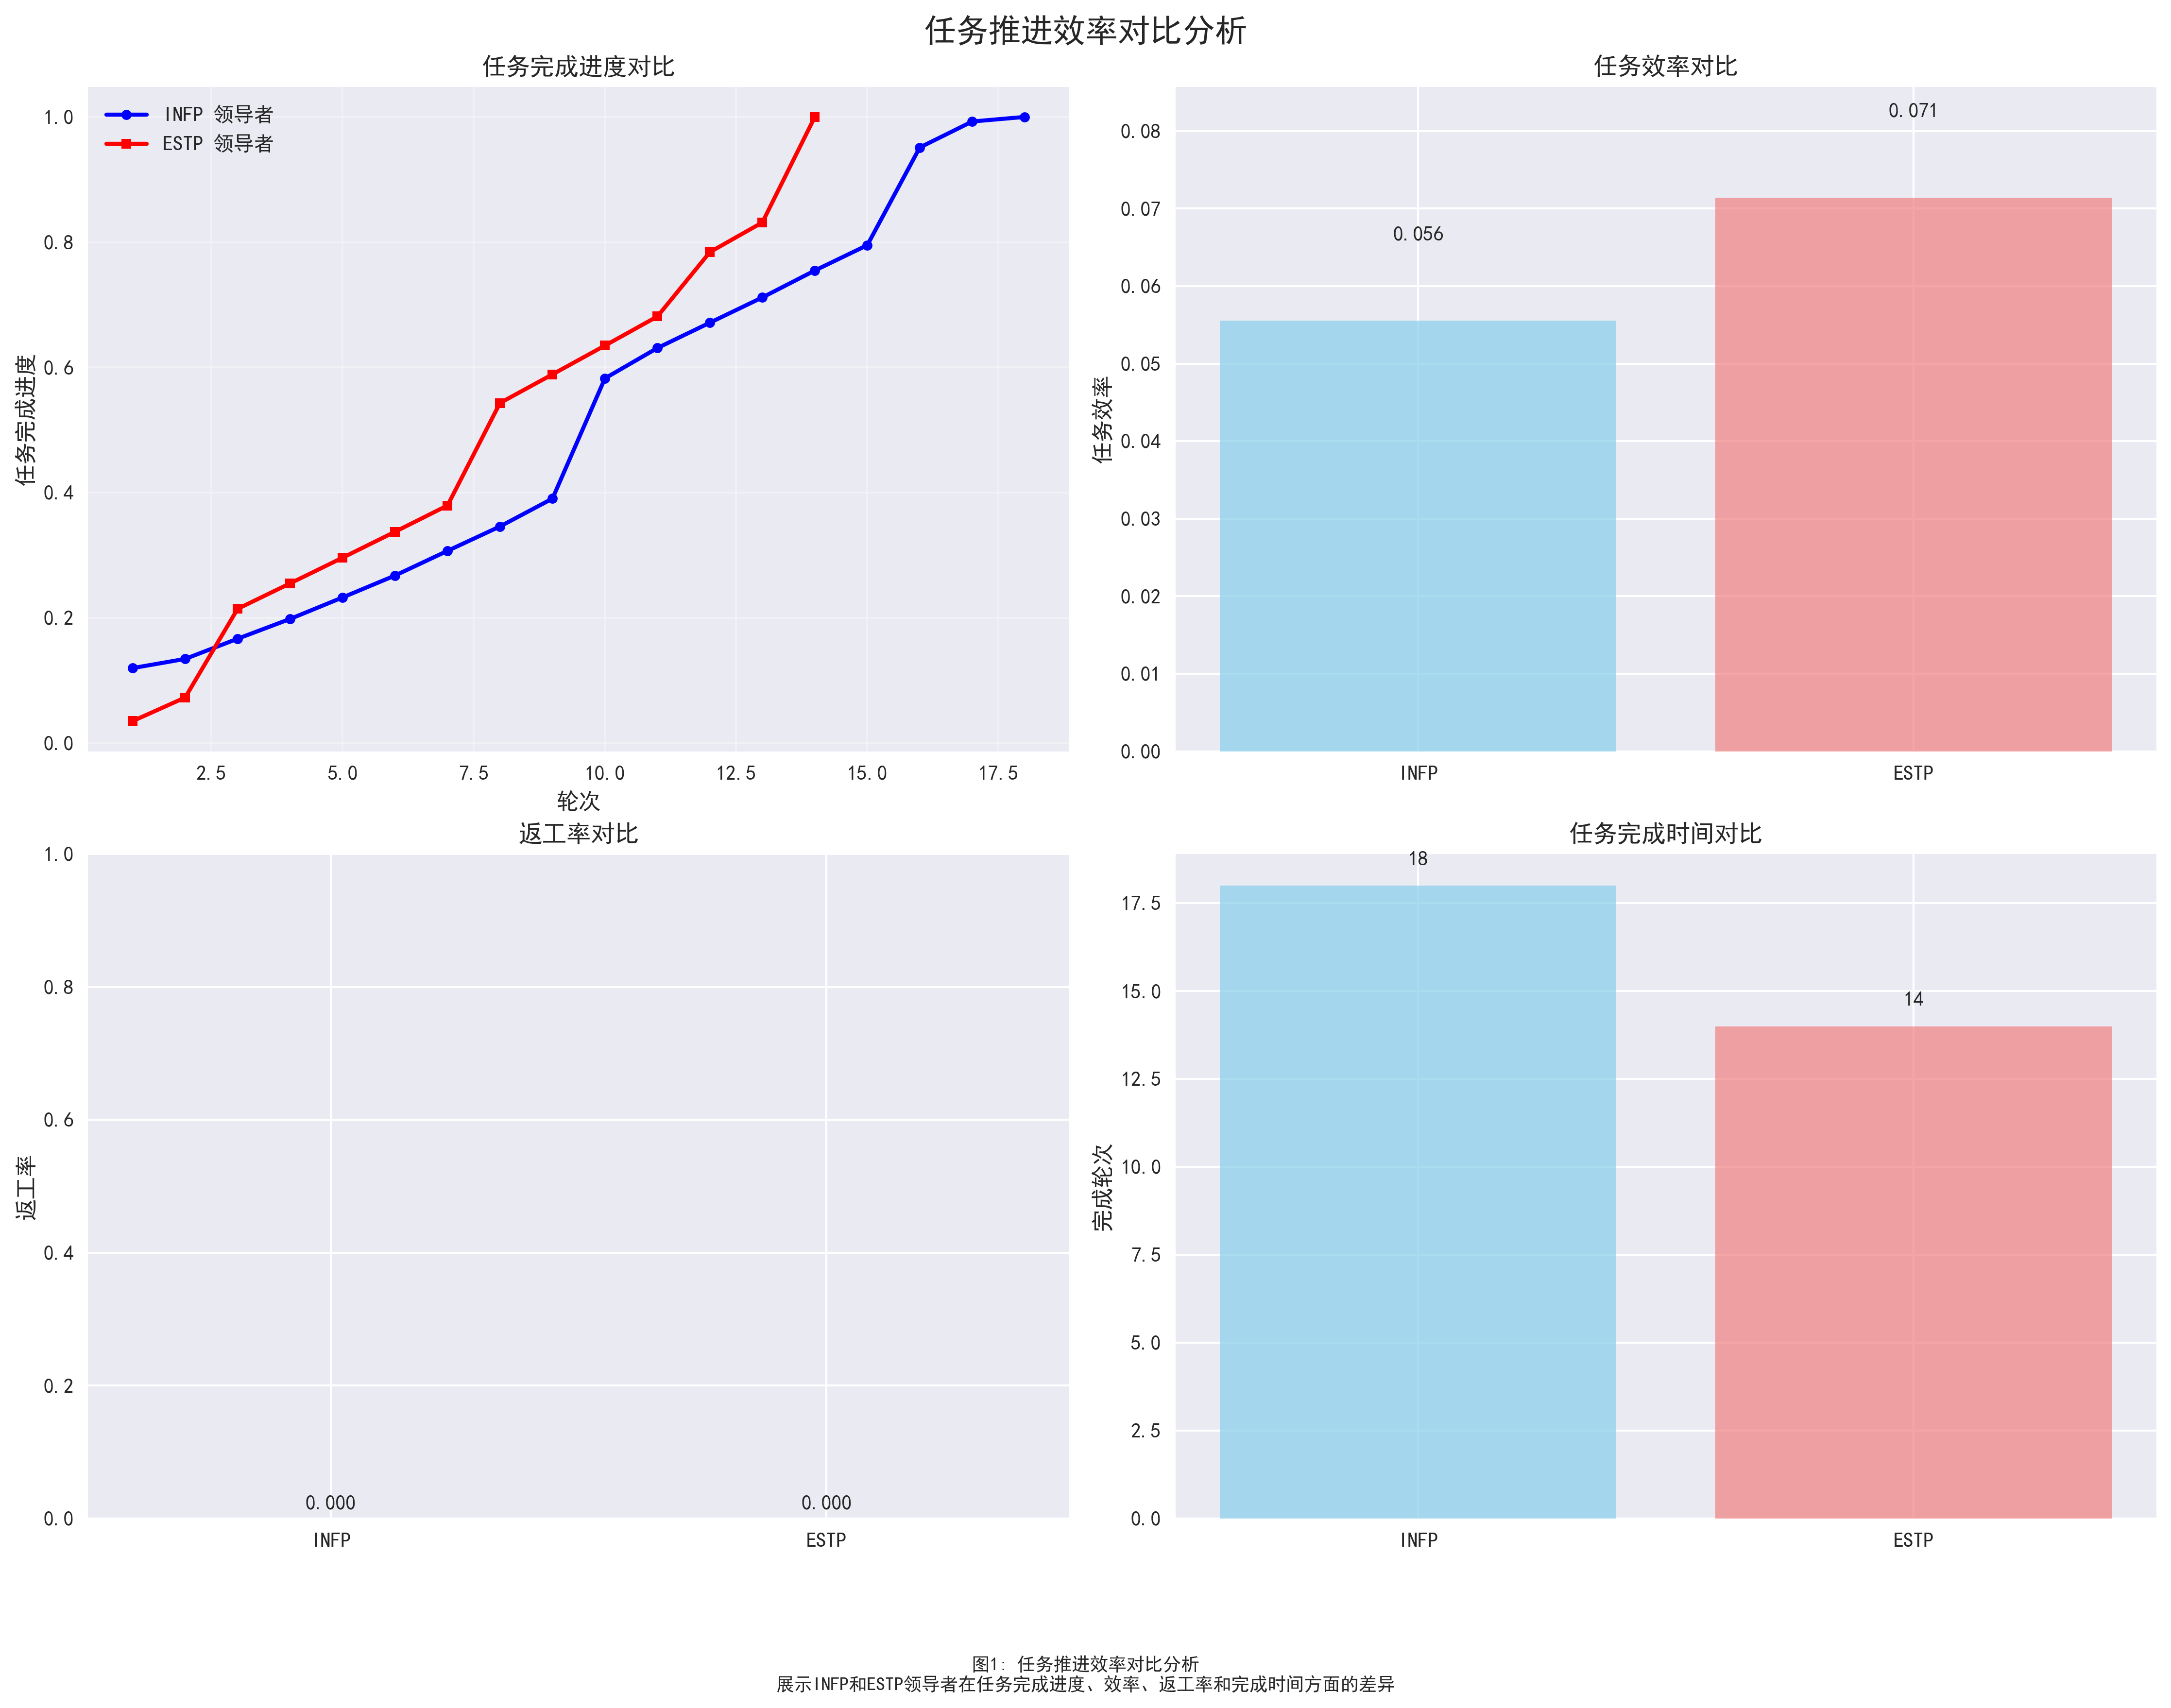 任务推进效率对比分析
任务完成进度对比
INFP 领导者
ESTP 领导者
1.0
0.8
0.6
0.4
0.2
0.0
任务完成进度
2.5 5.0 7.5 10.0 12.5 15.0 17.5
轮次
任务效率对比
0.08
0.07
0.06
0.05
0.04
0.03
0.02
0.01
0.00
任务效率
0.056
0.071
INFP ESTP
返工率对比
1.0
0.8
0.6
0.4
0.2
0.0
返工率
0.000 0.000
INFP ESTP
任务完成时间对比
17.5
15.0
12.5
10.0
7.5
5.0
2.5
0.0
完成轮次
18
14
INFP ESTP
图1: 任务推进效率对比分析
展示INFP和ESTP领导者在任务完成进度、效率、返工率和完成时间方面的差异